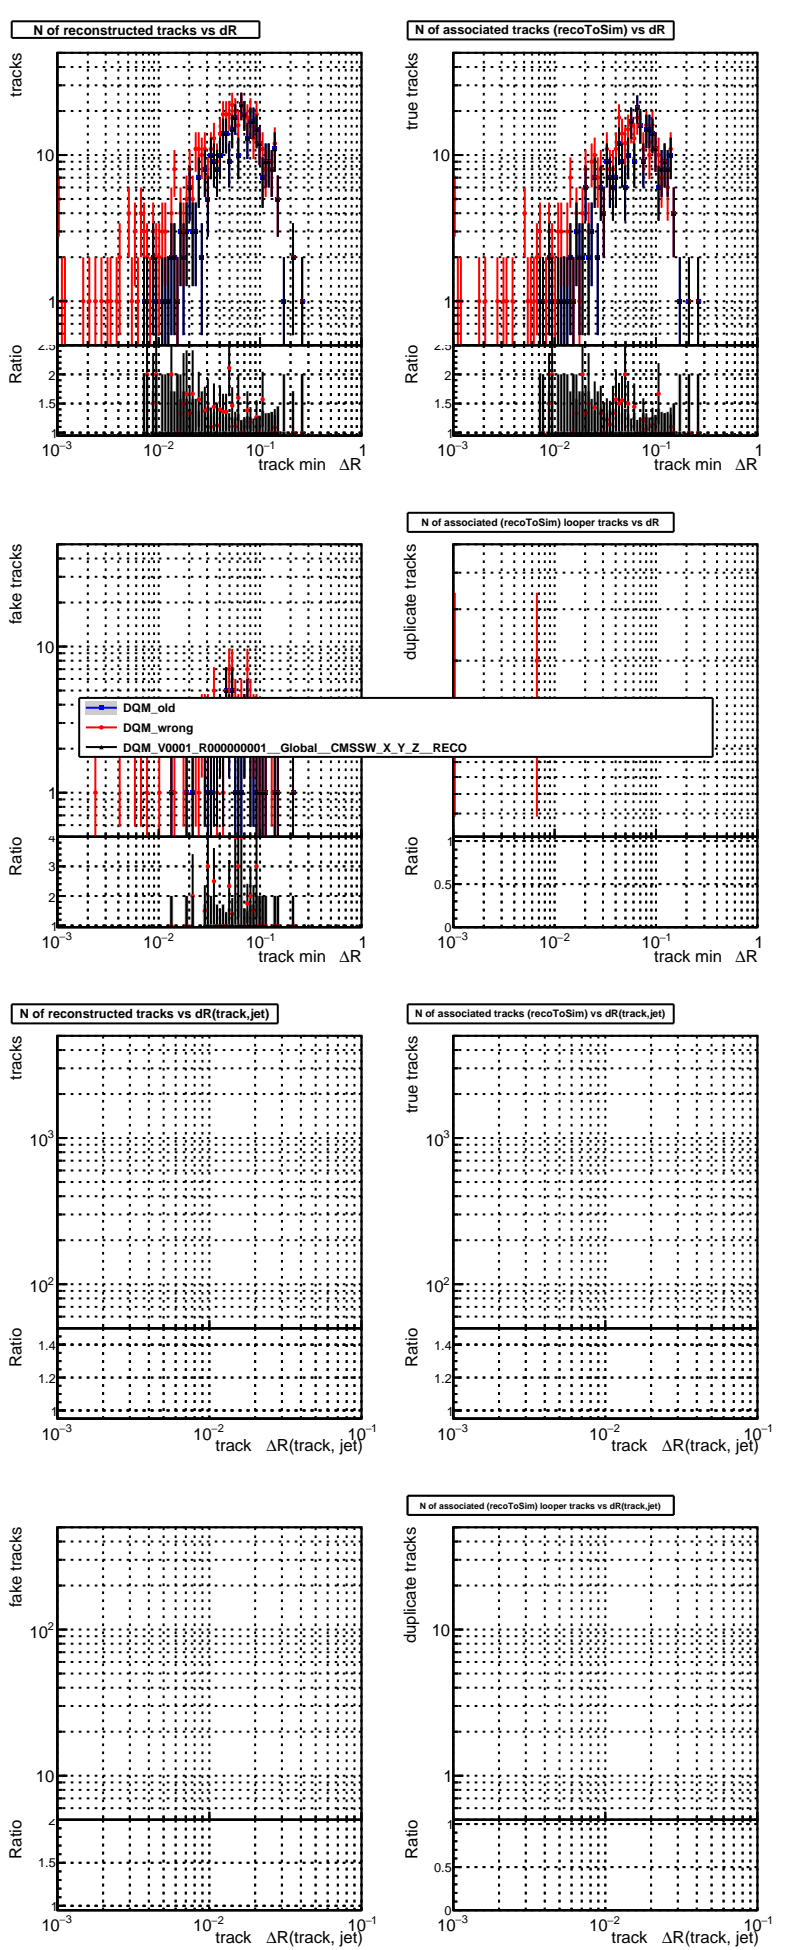 N of reconstructed tracks vs dR
tracks
10
1
Ratio
2.5
2
1.5
1
10⁻³ 10⁻² 10⁻¹ 1
track min ΔR
N of associated tracks (recoToSim) vs dR
true tracks
10
1
Ratio
2.5
2
1.5
1
10⁻³ 10⁻² 10⁻¹ 1
track min ΔR
fake tracks
10
1
Ratio
4
3
2
1
10⁻³ 10⁻² 10⁻¹ 1
track min ΔR
N of associated (recoToSim) looper tracks vs dR
duplicate tracks
Ratio
1
0.5
0
10⁻³ 10⁻² 10⁻¹ 1
track min ΔR
DQM_old
DQM_wrong
DQM_V0001_R000000001__Global__CMSSW_X_Y_Z__RECO
N of reconstructed tracks vs dR(track,jet)
tracks
10³
10²
Ratio
1.4
1.2
1
10⁻³ 10⁻² 10⁻¹
track ΔR(track, jet)
N of associated tracks (recoToSim) vs dR(track,jet)
true tracks
10³
10²
Ratio
1.4
1.2
1
10⁻³ 10⁻² 10⁻¹
track ΔR(track, jet)
fake tracks
10²
10
Ratio
2
1.5
1
10⁻³ 10⁻² 10⁻¹
track ΔR(track, jet)
N of associated (recoToSim) looper tracks vs dR(track,jet)
duplicate tracks
10
1
Ratio
1
0.5
0
10⁻³ 10⁻² 10⁻¹
track ΔR(track, jet)